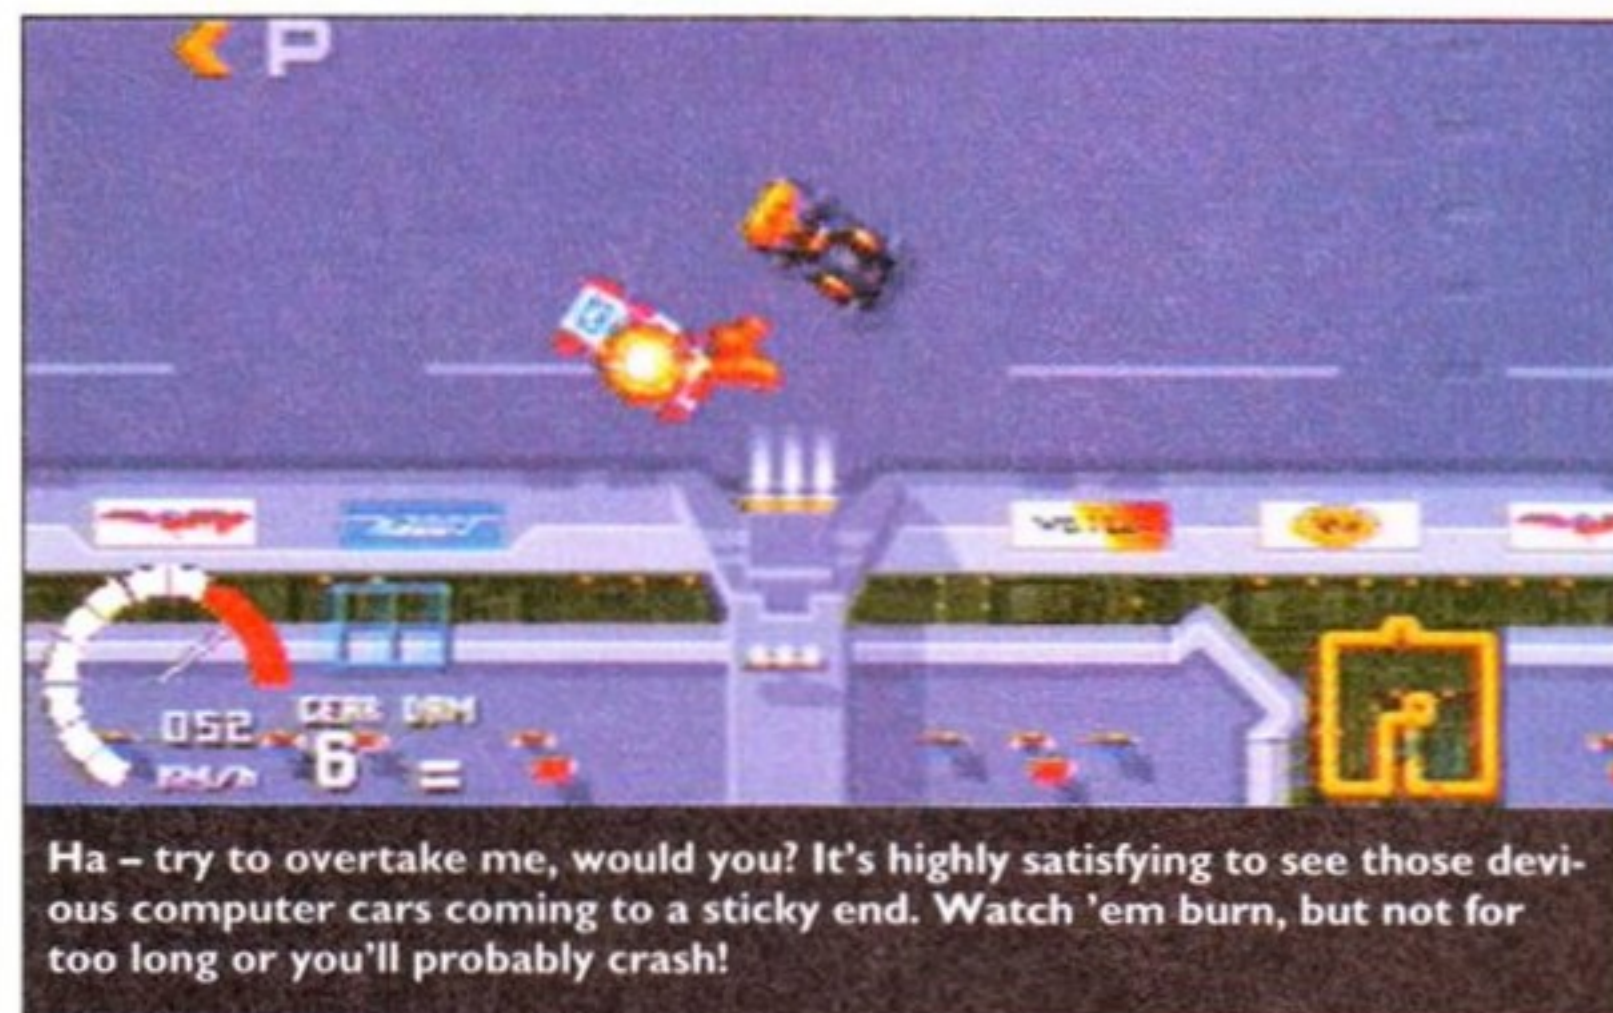 P
052
GEAR DAM
KM/H
6
Ha – try to overtake me, would you? It's highly satisfying to see those devi-
ous computer cars coming to a sticky end. Watch 'em burn, but not for
too long or you'll probably crash!